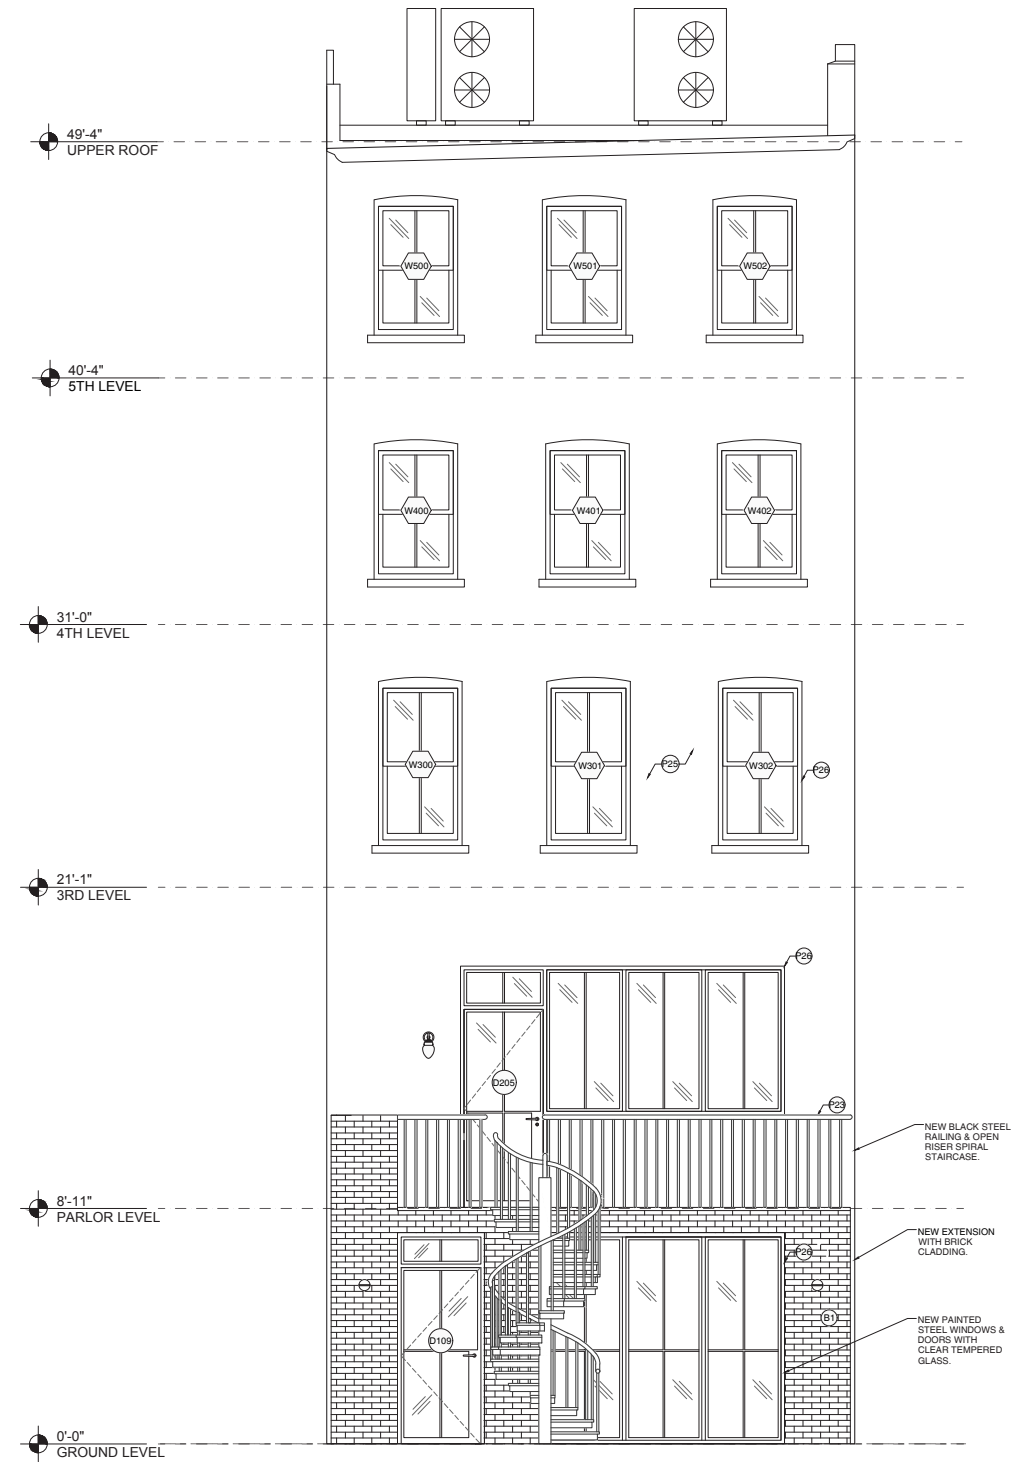 49'-4"
UPPER ROOF
W500
W501
W502
40'-4"
5TH LEVEL
W400
W401
W402
31'-0"
4TH LEVEL
W300
W301
P25
W302
P26
21'-1"
3RD LEVEL
P26
D205
P23
NEW BLACK STEEL
RAILING & OPEN
RISER SPIRAL
STAIRCASE.
8'-11"
PARLOR LEVEL
NEW EXTENSION
WITH BRICK
CLADDING.
P26
B1
D109
NEW PAINTED
STEEL WINDOWS &
DOORS WITH
CLEAR TEMPERED
GLASS.
0'-0"
GROUND LEVEL